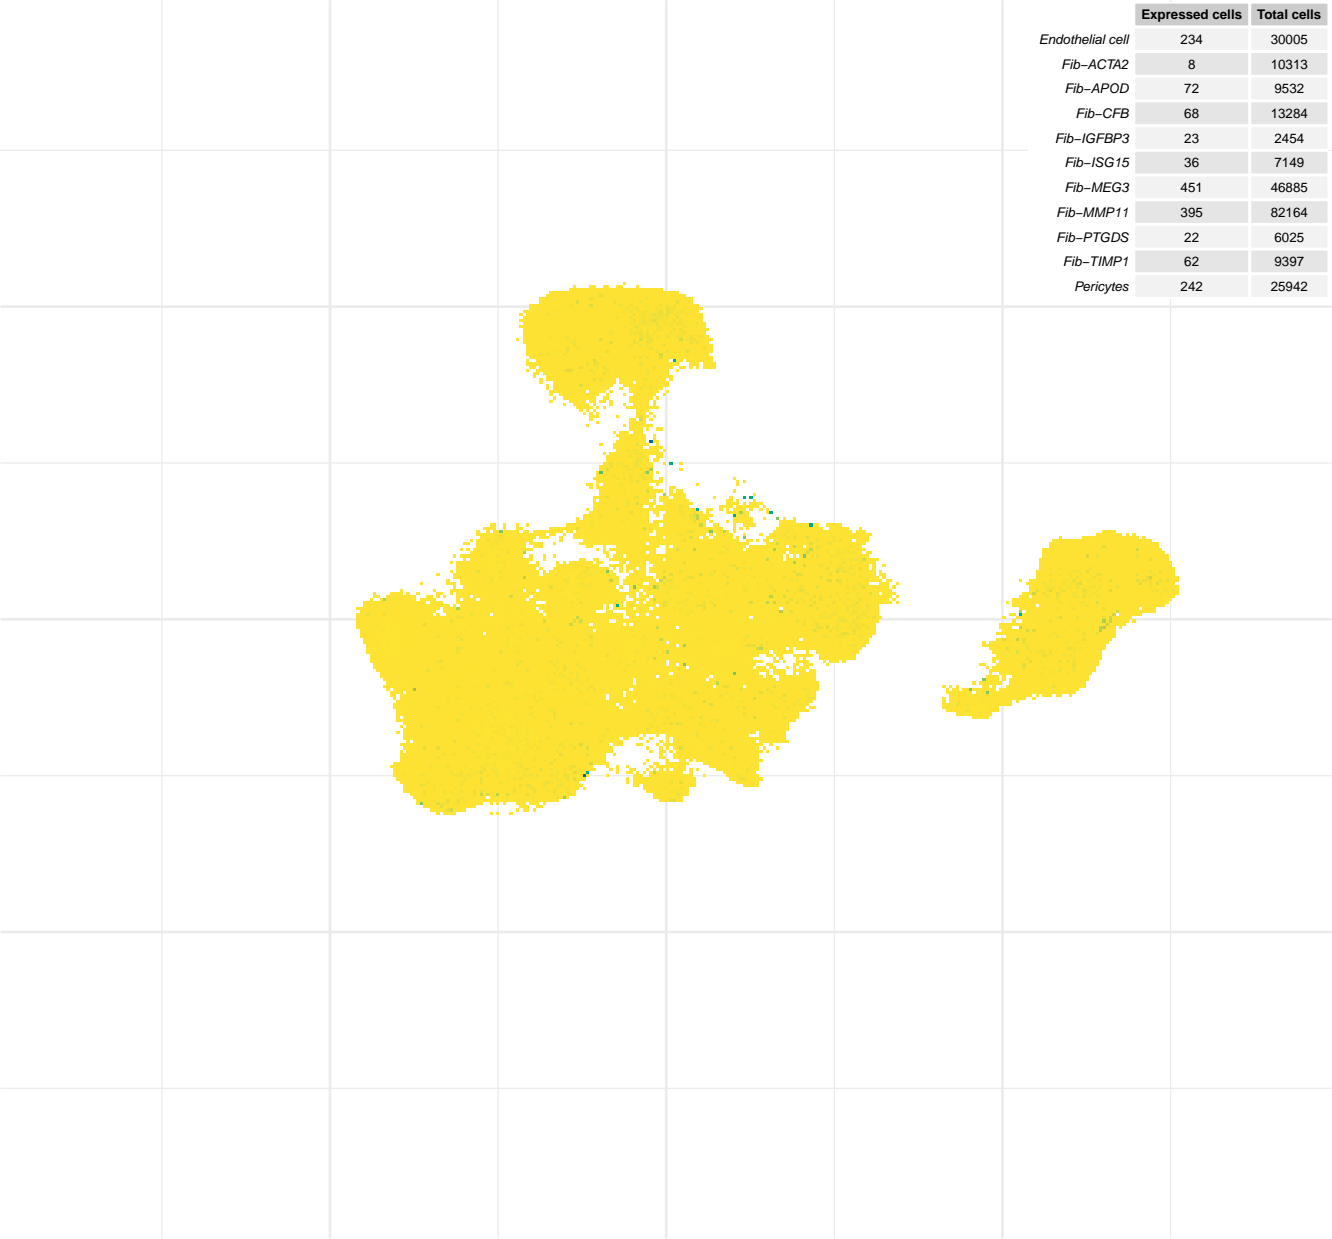 Expressed cells Total cells
Endothelial cell 234 30005
Fib−ACTA2 8 10313
Fib−APOD 72 9532
Fib−CFB 68 13284
Fib−IGFBP3 23 2454
Fib−ISG15 36 7149
Fib−MEG3 451 46885
Fib−MMP11 395 82164
Fib−PTGDS 22 6025
Fib−TIMP1 62 9397
Pericytes 242 25942